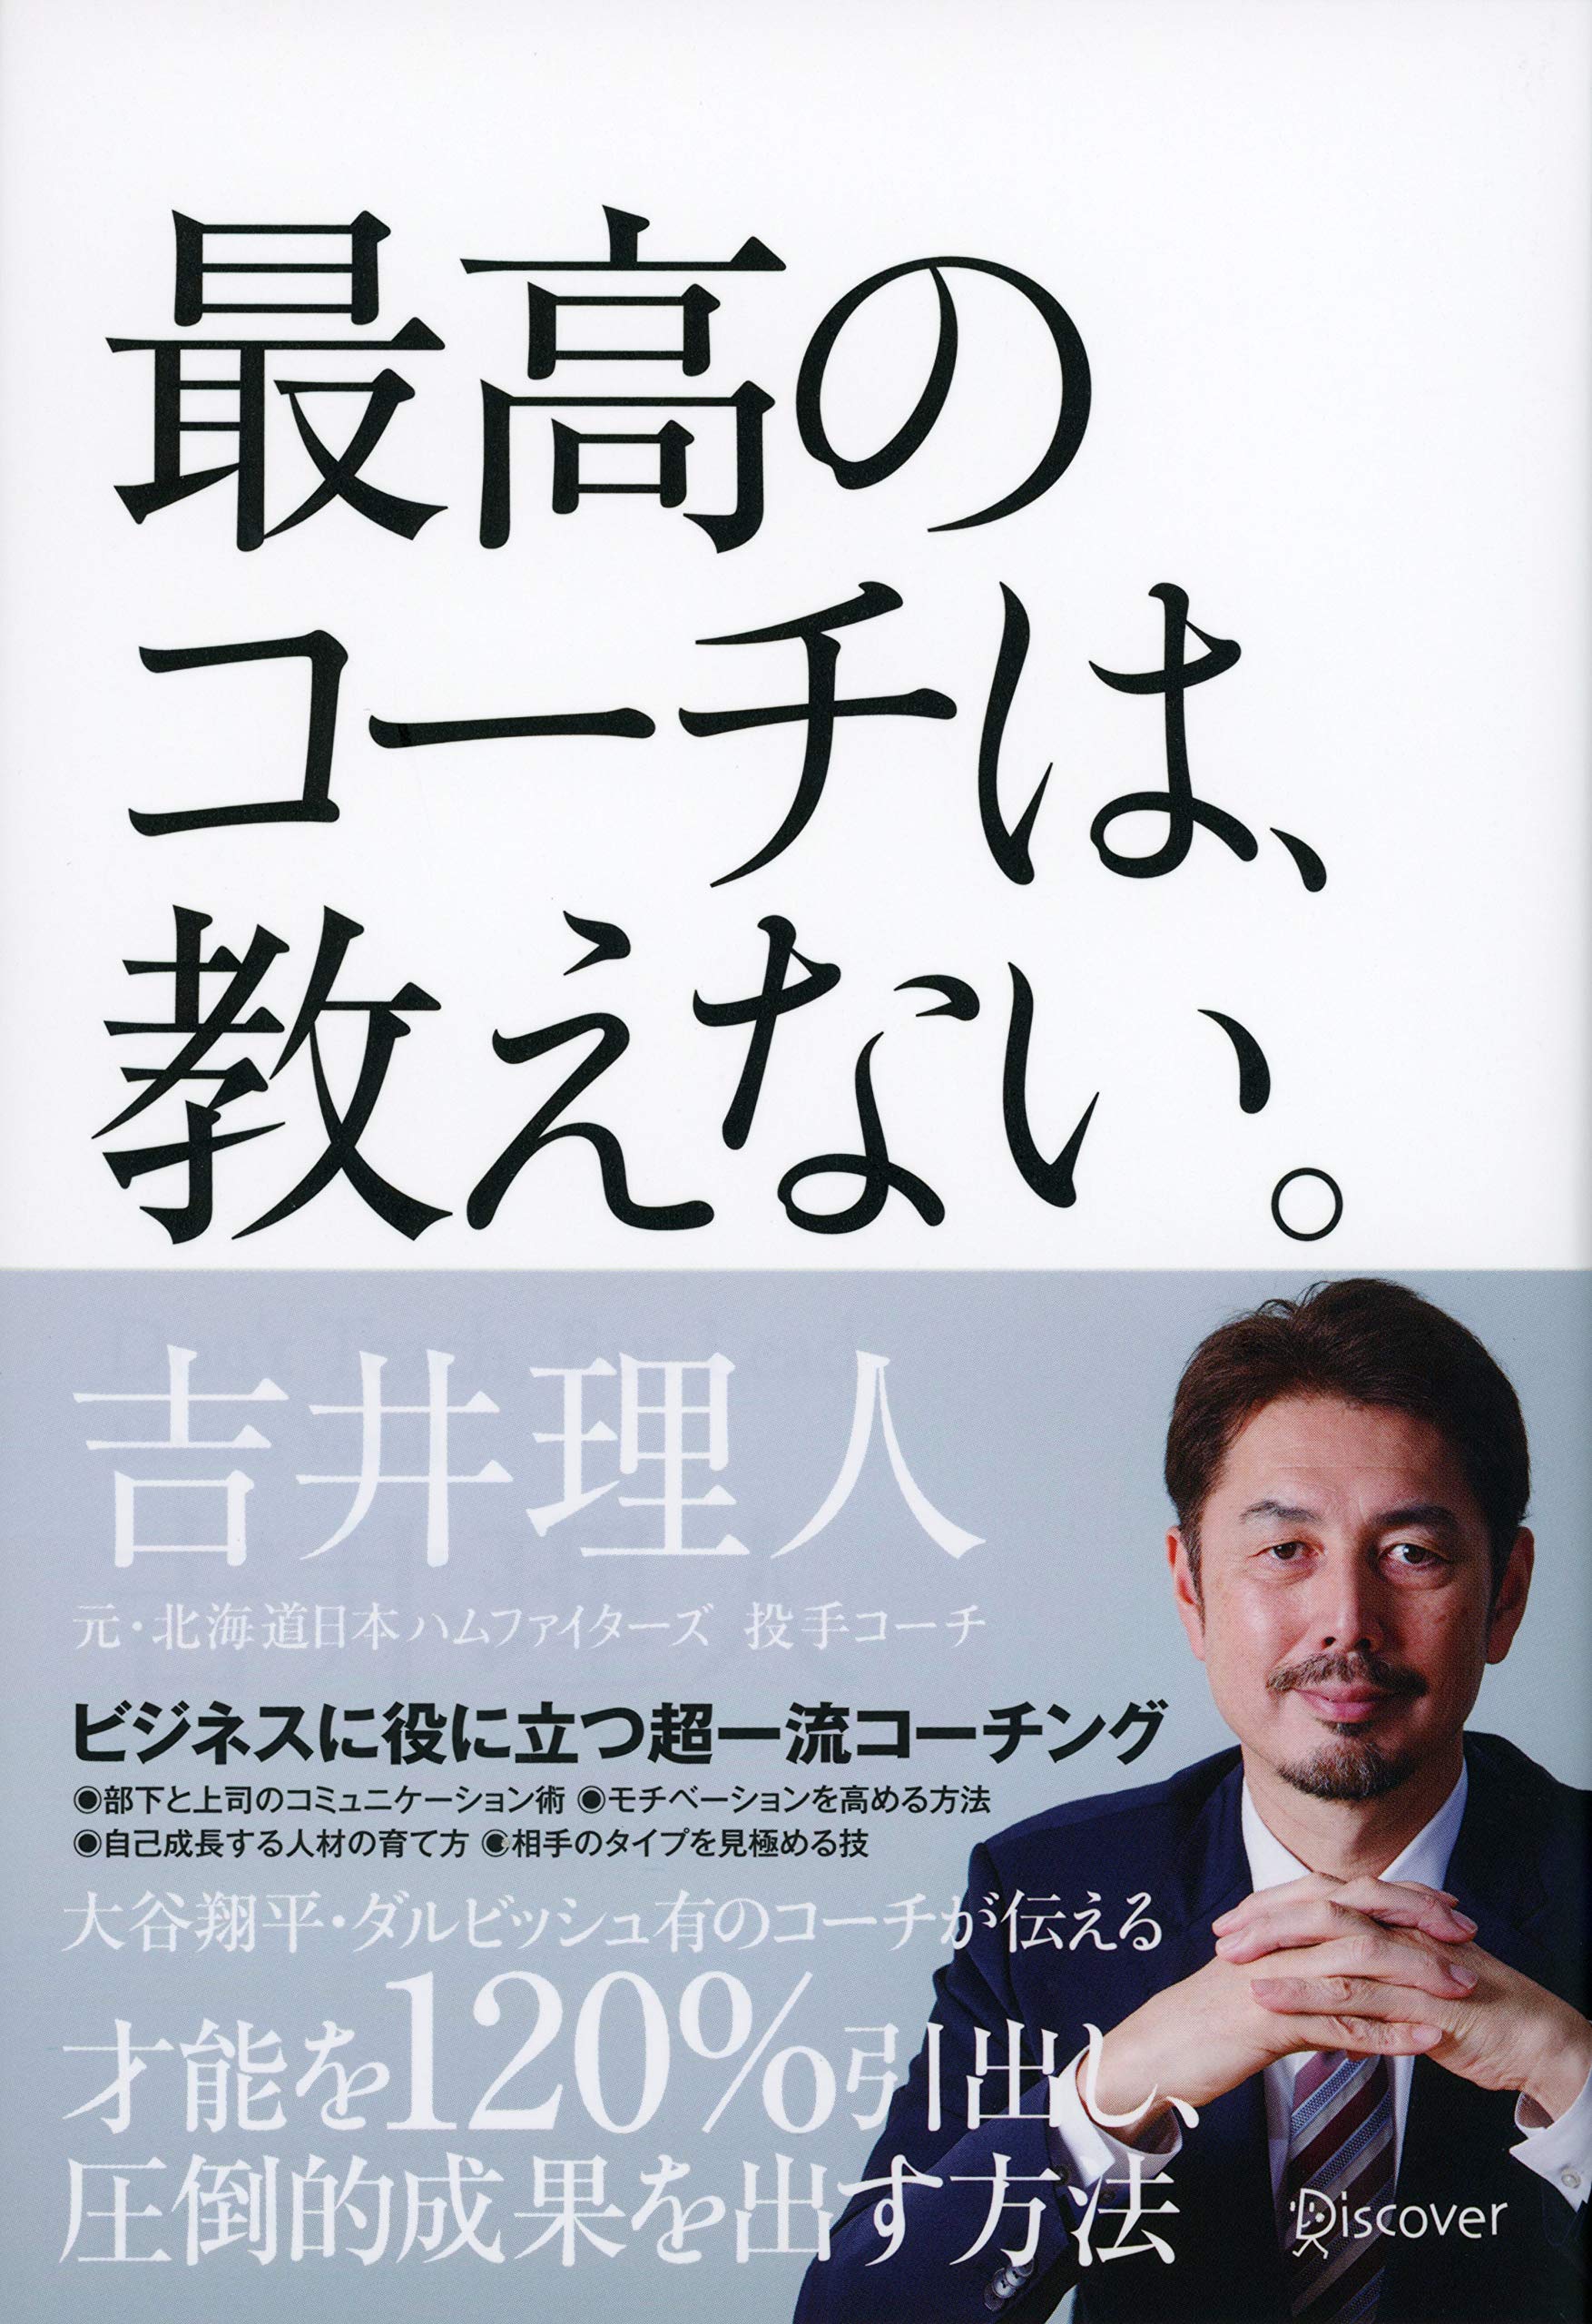 最高の
コーチは、
教えない。
吉井理人
元・北海道日本ハムファイターズ 投手コーチ
ビジネスに役に立つ超一流コーチング
◉部下と上司のコミュニケーション術 ◉モチベーションを高める方法
◉自己成長する人材の育て方 ◉相手のタイプを見極める技
大谷翔平・ダルビッシュ有のコーチが伝える
才能を120%引出し、
圧倒的成果を出す方法
Discover